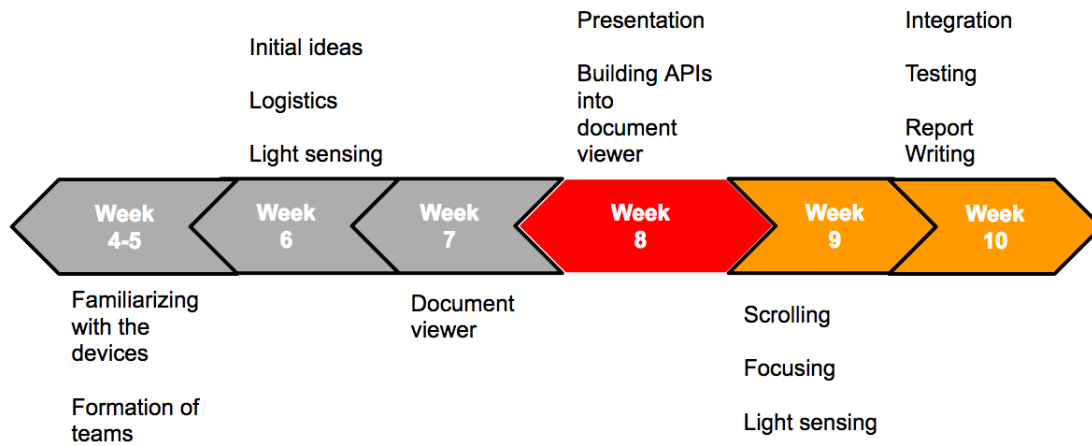 Initial ideas
Logistics
Light sensing
Presentation
Building APIs
into
document
viewer
Integration
Testing
Report
Writing
Week
4-5
Week
6
Week
7
Week
8
Week
9
Week
10
Familiarizing
with the
devices
Formation of
teams
Document
viewer
Scrolling
Focusing
Light sensing